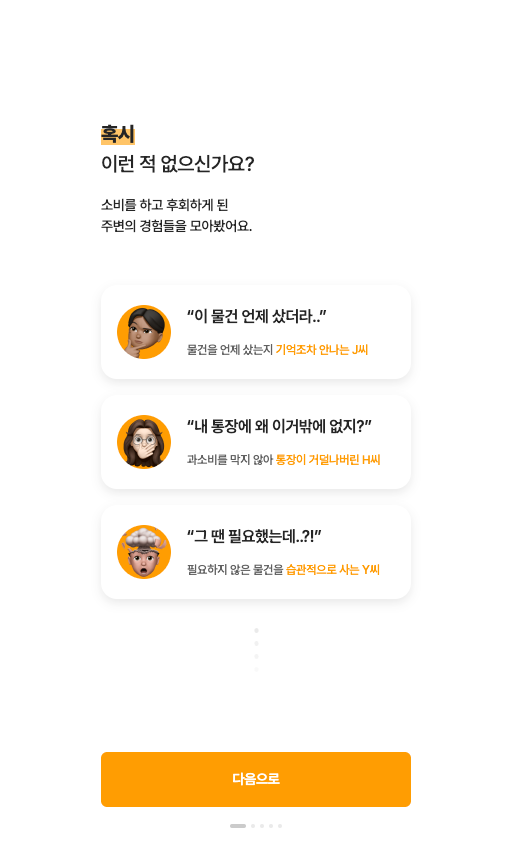 혹시
이런 적 없으신가요?
소비를 하고 후회하게 된
주변의 경험들을 모아봤어요.
“이 물건 언제 샀더라..”
물건을 언제 샀는지 기억조차 안나는 J씨
“내 통장에 왜 이거밖에 없지?”
과소비를 막지 않아 통장이 거덜나버린 H씨
“그 땐 필요했는데..?!”
필요하지 않은 물건을 습관적으로 사는 Y씨
다음으로